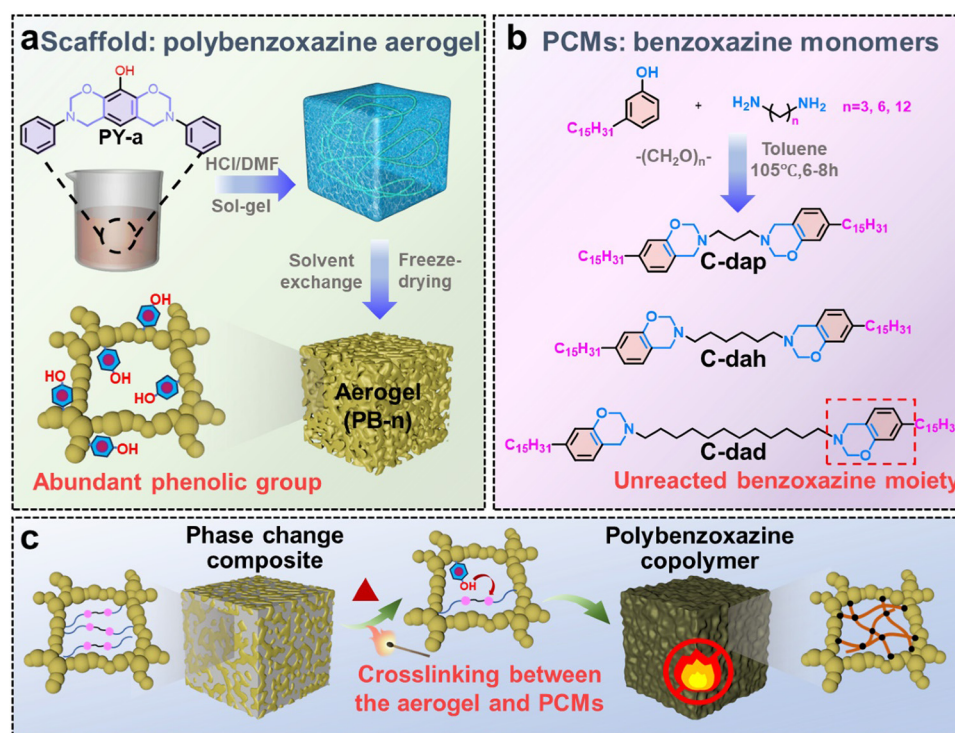 a Scaffold: polybenzoxazine aerogel
OH
O
O
N
N
PY-a
HCl/DMF
Sol-gel
Solvent
exchange
Freeze-
drying
OH
OH
HO
HO
OH
Aerogel
(PB-n)
Abundant phenolic group
b PCMs: benzoxazine monomers
OH
C₁₅H₃₁
+
H₂N
NH₂
n
n=3, 6, 12
-(CH₂O)ₙ-
Toluene
105℃,6-8h
C₁₅H₃₁
O
N
N
O
C₁₅H₃₁
C-dap
C₁₅H₃₁
O
N
N
O
C₁₅H₃₁
C-dah
C₁₅H₃₁
O
N
N
O
C₁₅H₃
C-dad
Unreacted benzoxazine moiety
c
Phase change
composite
OH
Crosslinking between
the aerogel and PCMs
Polybenzoxazine
copolymer